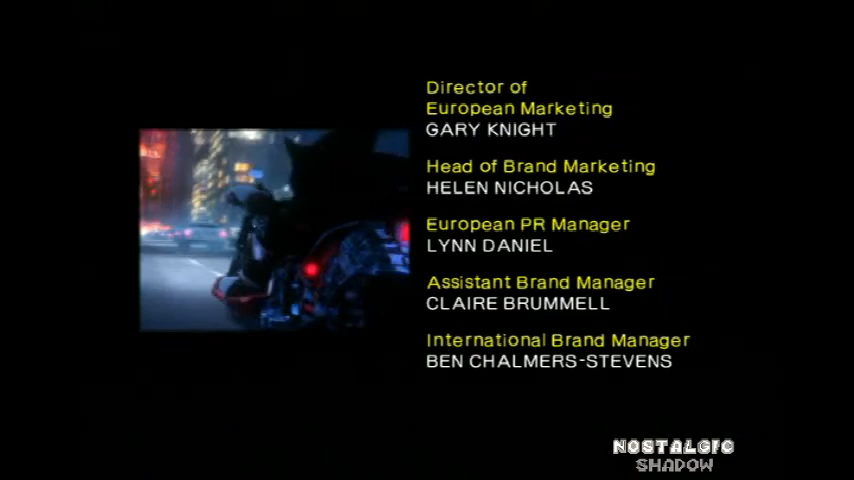 Director of
European Marketing
GARY KNIGHT
Head of Brand Marketing
HELEN NICHOLAS
European PR Manager
LYNN DANIEL
Assistant Brand Manager
CLAIRE BRUMMELL
International Brand Manager
BEN CHALMERS-STEVENS
NOSTALGIC
SHADOW